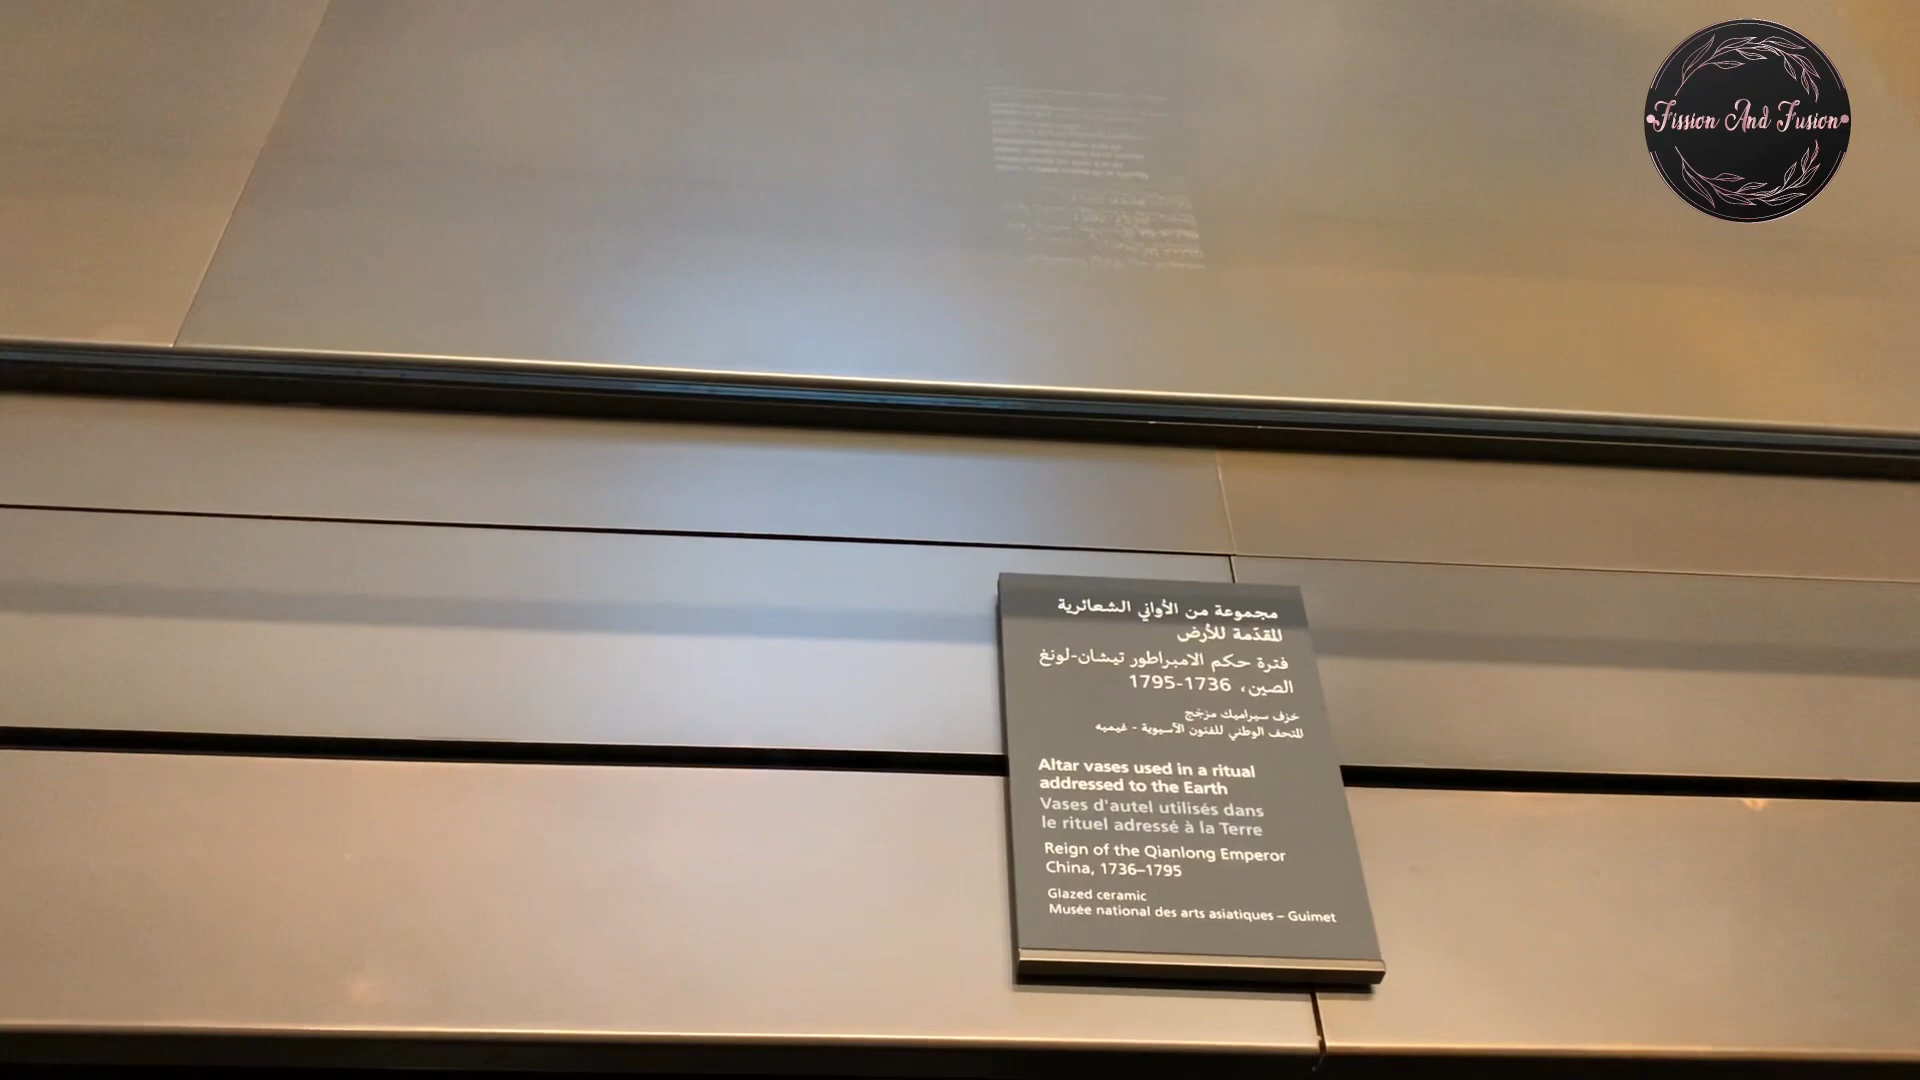 Fission And Fusion
مجموعة من الأواني الشعائرية
المقدّمة للأرض
فترة حكم الامبراطور تيشان-لونغ
الصين، 1736-1795
خزف سيراميك مزجّج
المتحف الوطني للفنون الآسيوية - غيميه
Altar vases used in a ritual
addressed to the Earth
Vases d'autel utilisés dans
le rituel adressé à la Terre
Reign of the Qianlong Emperor
China, 1736–1795
Glazed ceramic
Musée national des arts asiatiques – Guimet